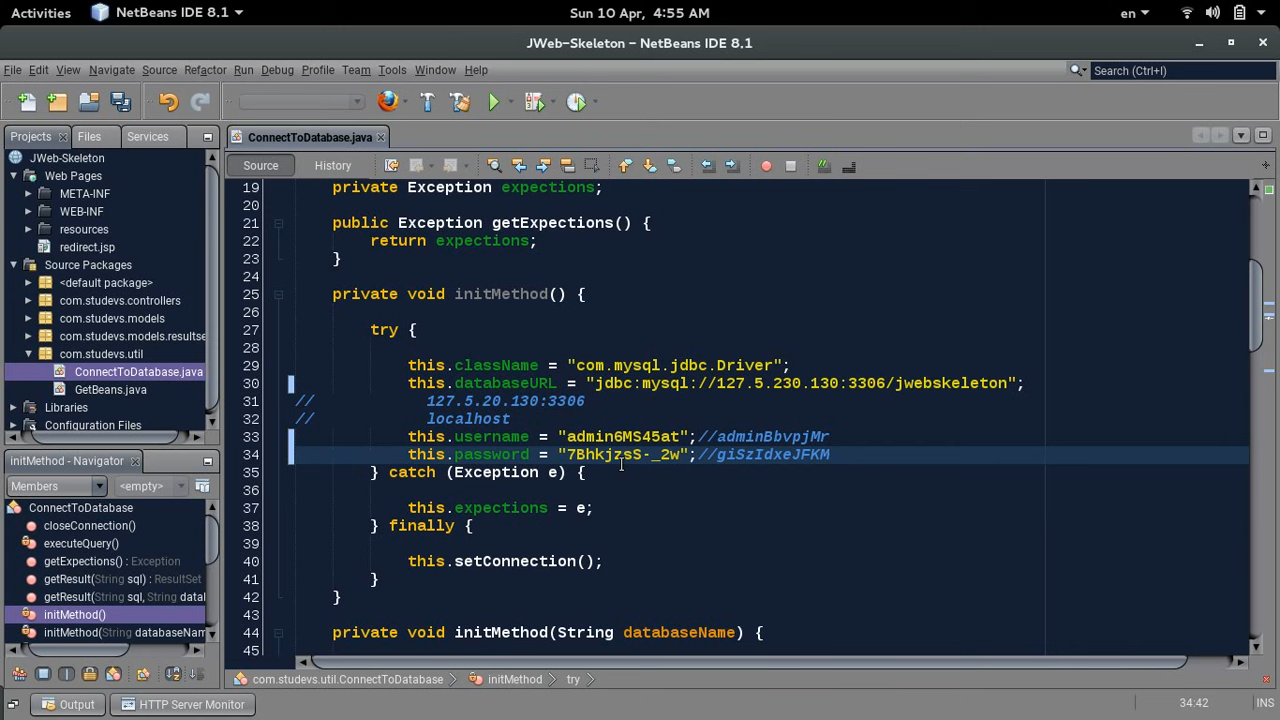 Activities NetBeans IDE 8.1 Sun 10 Apr, 4:55 AM en
JWeb-Skeleton – NetBeans IDE 8.1
File Edit View Navigate Source Refactor Run Debug Profile Team Tools Window Help Search (Ctrl+I)
Projects Files Services ConnectToDatabase.java
Source History
JWeb-Skeleton
Web Pages
META-INF
WEB-INF
resources
redirect.jsp
Source Packages
<default package>
com.studevs.controllers
com.studevs.models
com.studevs.models.resultse
com.studevs.util
ConnectToDatabase.java
GetBeans.java
Libraries
Configuration Files
initMethod - Navigator
Members <empty>
ConnectToDatabase
closeConnection()
executeQuery()
getExpections() : Exception
getResult(String sql) : ResultSet
getResult(String sql, String datal
initMethod()
initMethod(String databaseNam
19 private Exception expections;
20
21 public Exception getExpections() {
22 return expections;
23 }
24
25 private void initMethod() {
26
27 try {
28
29 this.className = "com.mysql.jdbc.Driver";
30 this.databaseURL = "jdbc:mysql://127.5.230.130:3306/jwebskeleton";
31 // 127.5.20.130:3306
32 // localhost
33 this.username = "admin6MS45at";//adminBbvpjMr
34 this.password = "7BhkjzsS-_2w";//giSzIdxeJFKM
35 } catch (Exception e) {
36
37 this.expections = e;
38 } finally {
39
40 this.setConnection();
41 }
42 }
43
44 private void initMethod(String databaseName) {
45
com.studevs.util.ConnectToDatabase initMethod try
Output HTTP Server Monitor 34:42 INS